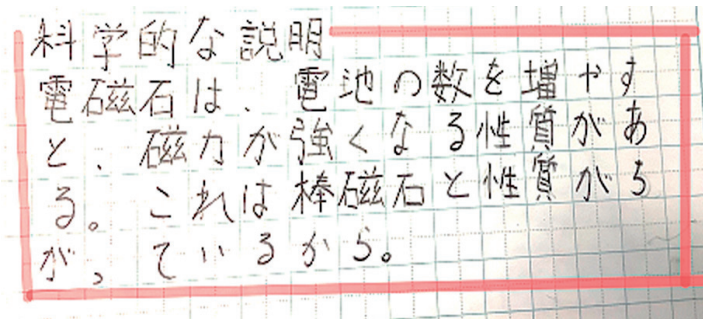 科学的な説明
電磁石は、電池の数を増やす
と、磁力が強くなる性質があ
る。これは棒磁石と性質がち
がっているから。